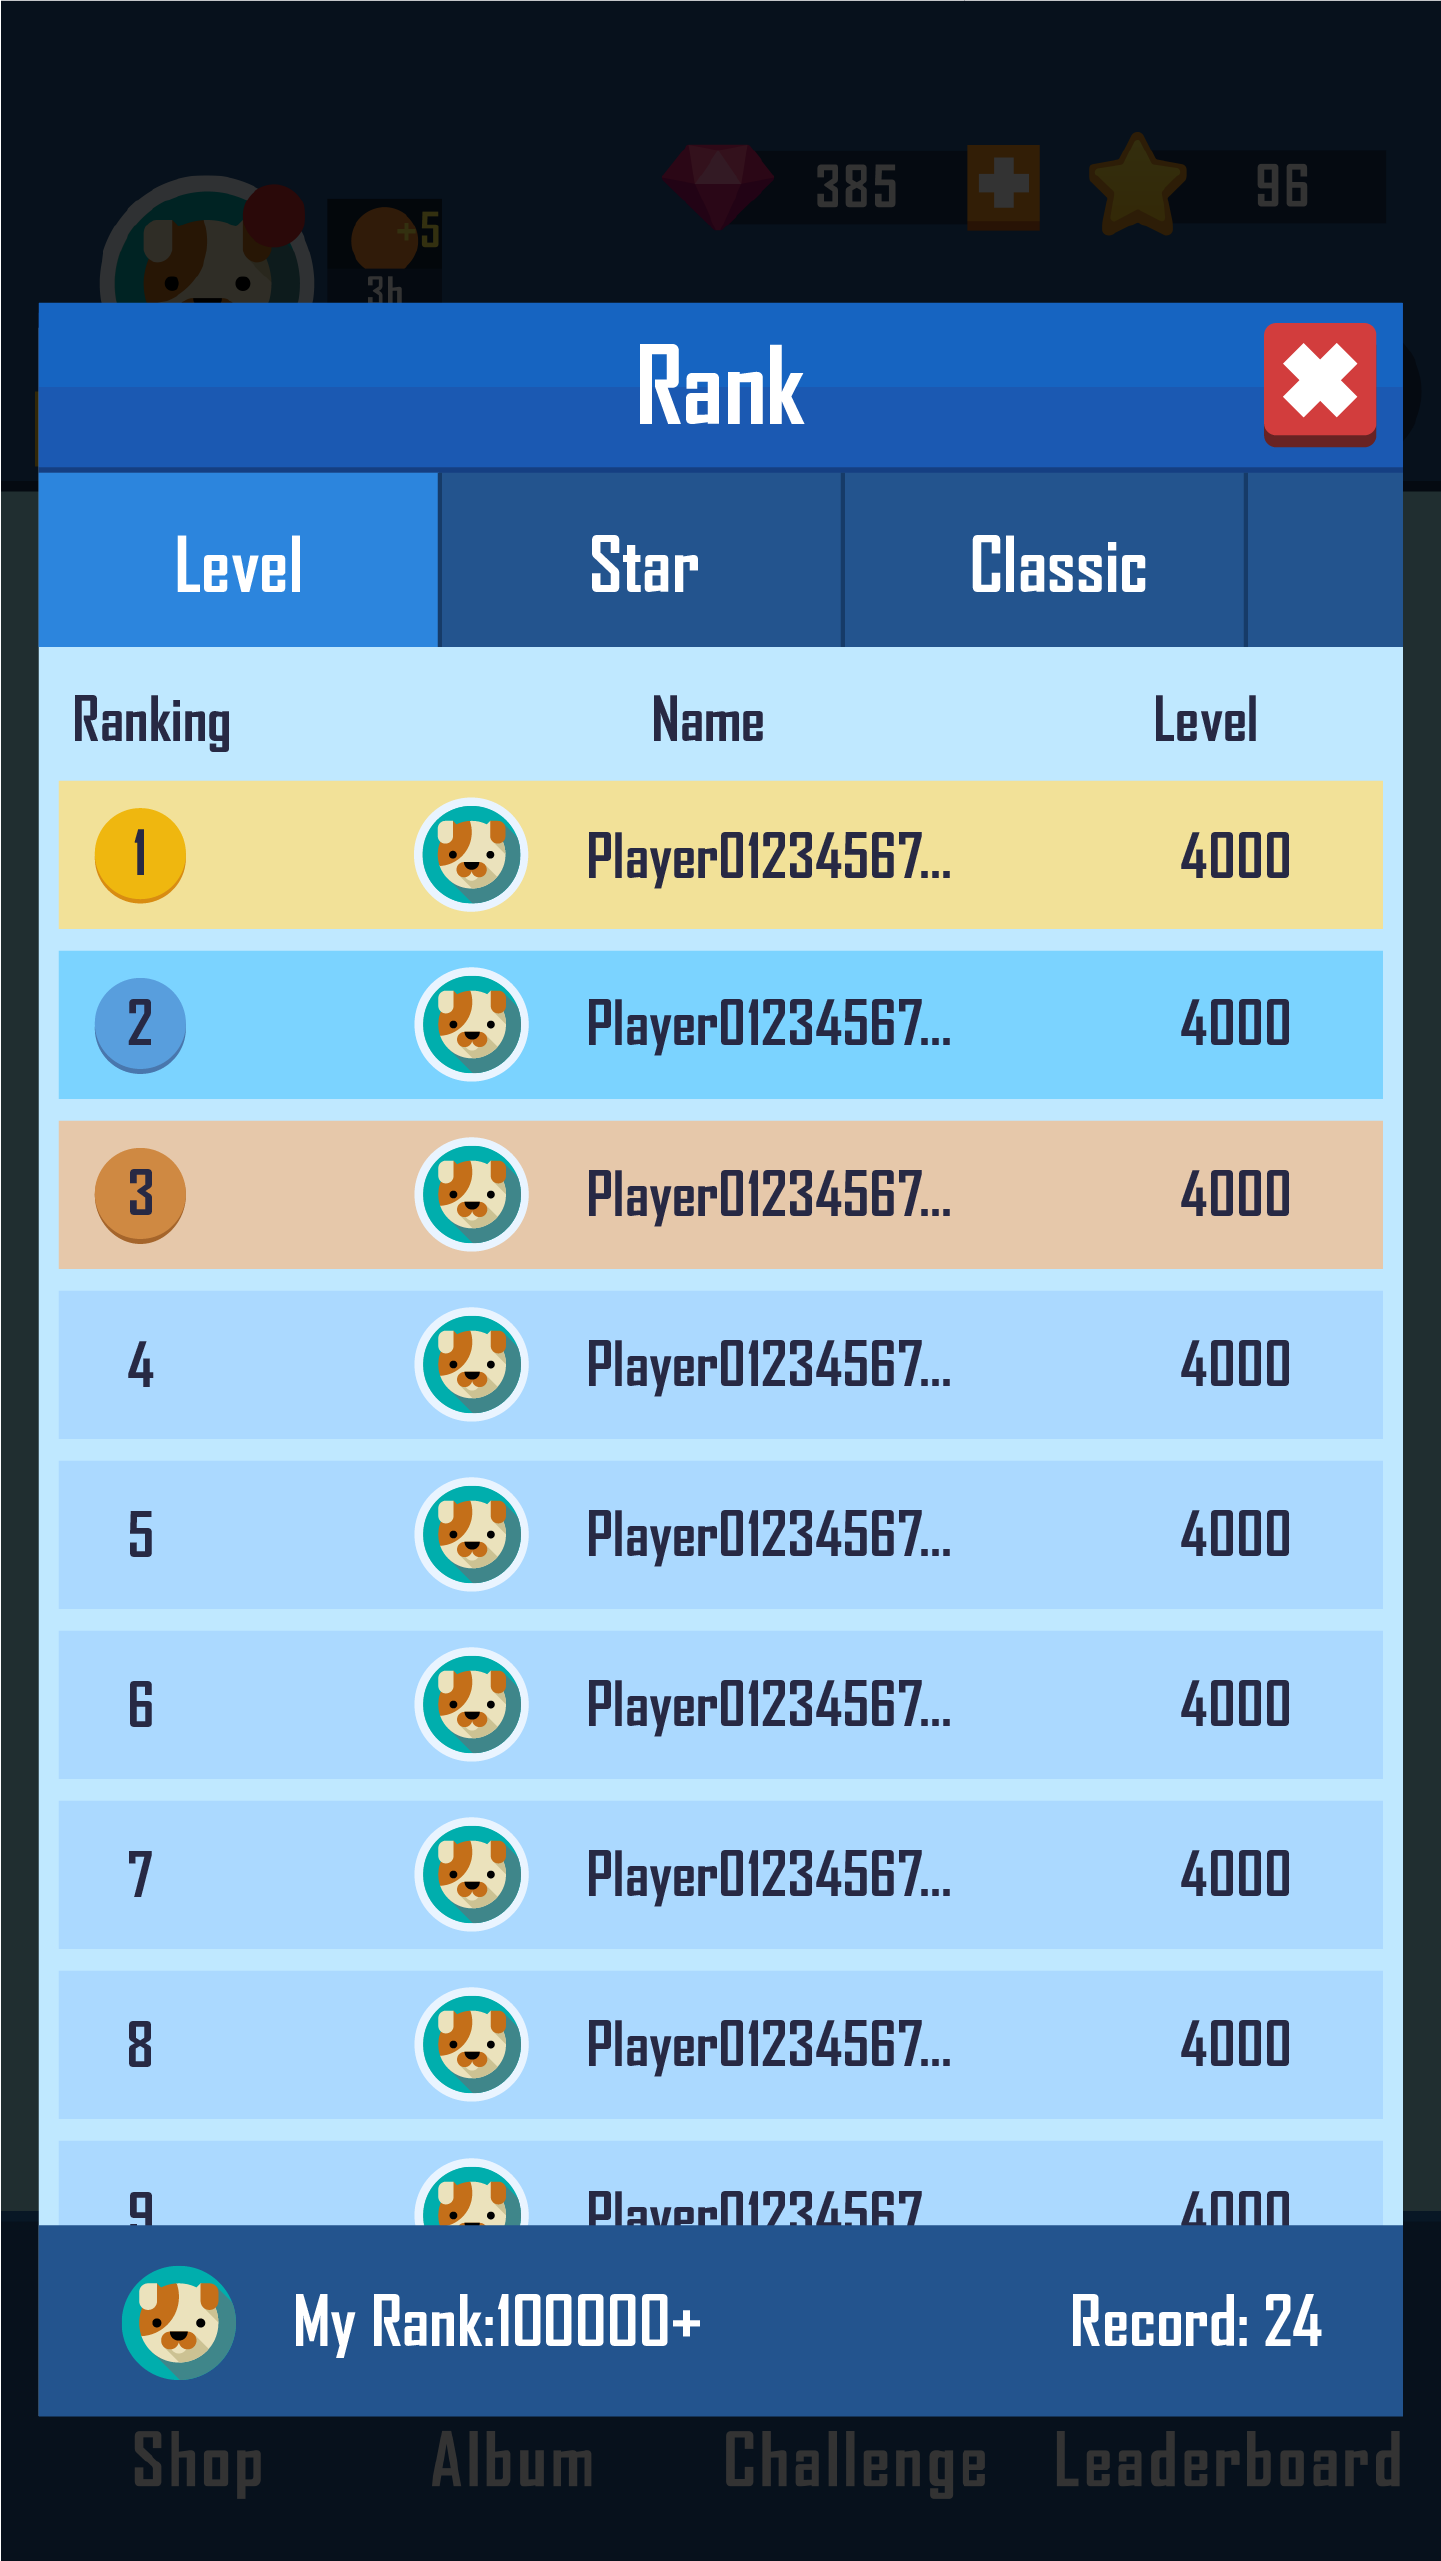 385
96
+5
3h
Rank
Level Star Classic
Ranking Name Level
1 Player01234567... 4000
2 Player01234567... 4000
3 Player01234567... 4000
4 Player01234567... 4000
5 Player01234567... 4000
6 Player01234567... 4000
7 Player01234567... 4000
8 Player01234567... 4000
9 Player01234567 4000
My Rank:100000+ Record: 24
Shop Album Challenge Leaderboard